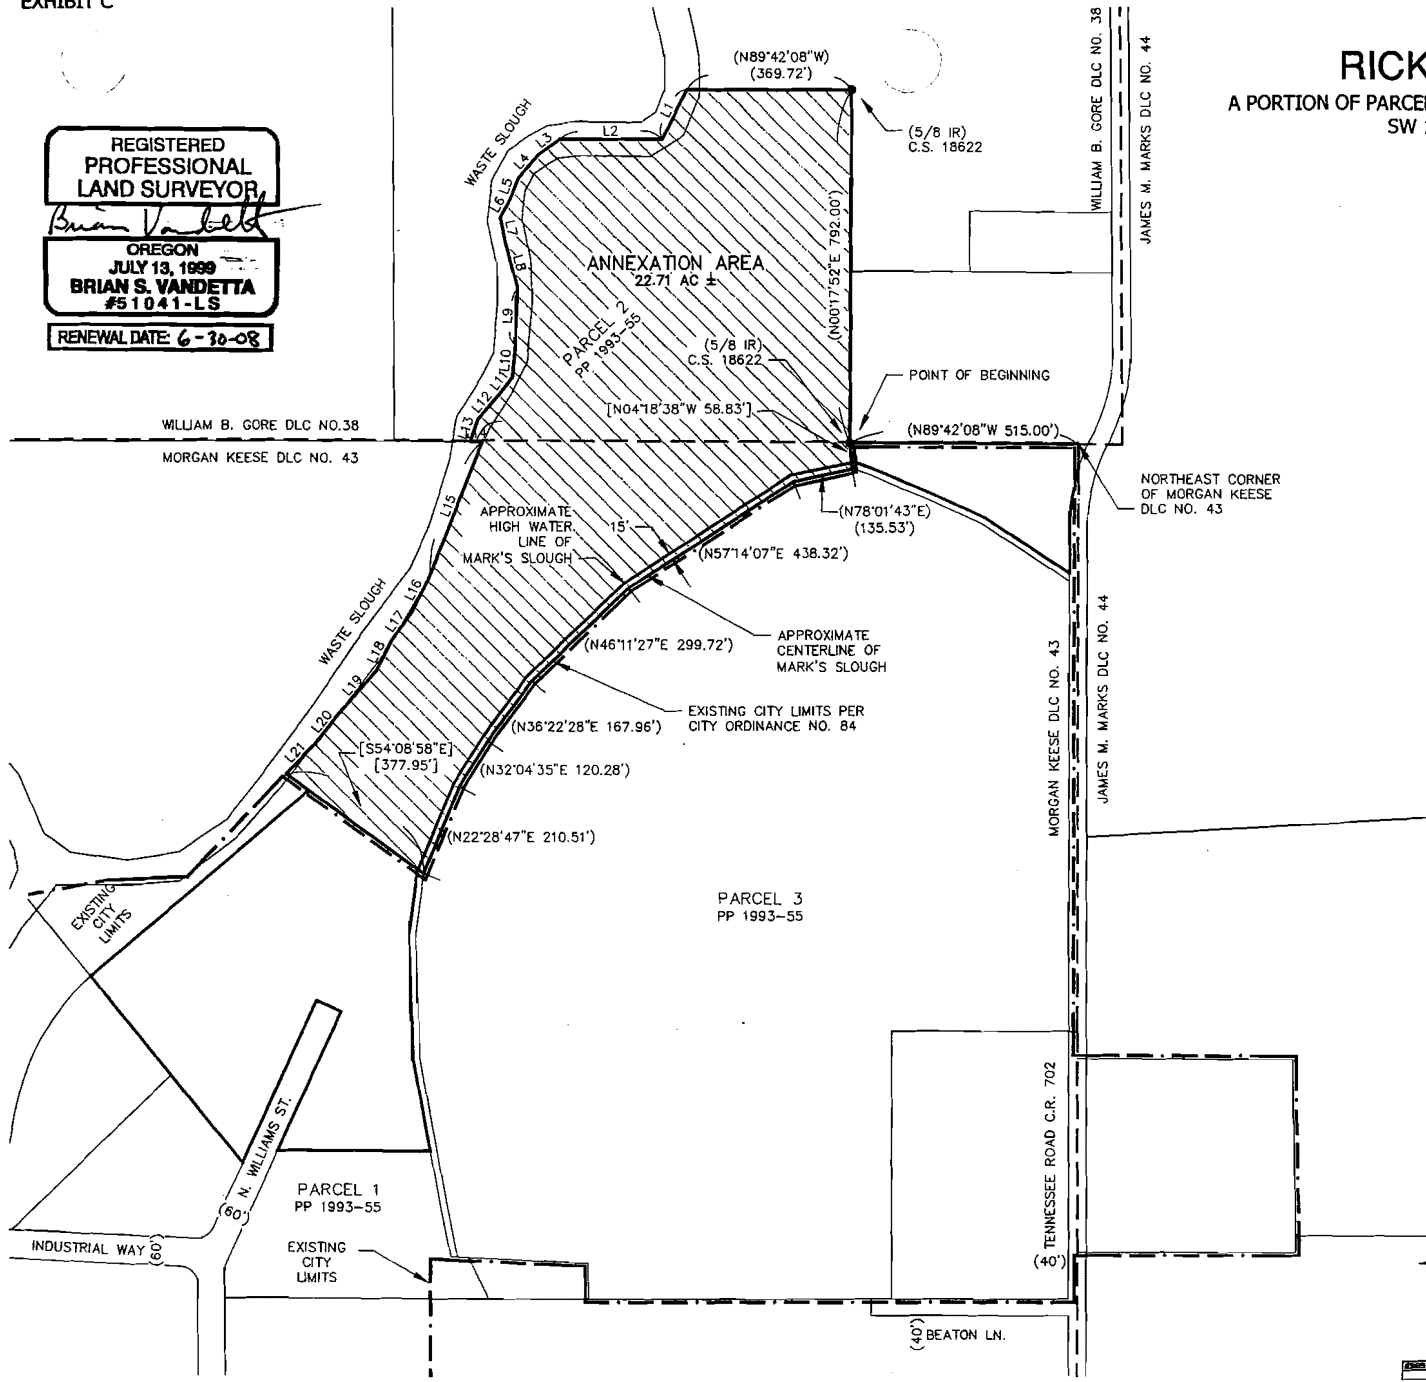 EXHIBIT C
RICK
A PORTION OF PARCE
SW
REGISTERED
PROFESSIONAL
LAND SURVEYOR
Brian Vandetta
OREGON
JULY 13, 1999
BRIAN S. VANDETTA
#51041-LS
RENEWAL DATE: 6-30-08
(N89°42'08"W)
(369.72')
(5/8 IR)
C.S. 18622
WILLIAM B. GORE DLC NO. 38
JAMES M. MARKS DLC NO. 44
WASTE SLOUGH
L1
L2
L3
L4
L5
L6
L7
L8
L9
L10
L11
L12
L13
ANNEXATION AREA
22.71 AC ±
PARCEL 2
PP 1993-55
(N00°17'52"E 792.00')
(5/8 IR)
C.S. 18622
POINT OF BEGINNING
[N04°18'38"W 58.83']
(N89°42'08"W 515.00')
WILLIAM B. GORE DLC NO.38
MORGAN KEESE DLC NO. 43
NORTHEAST CORNER
OF MORGAN KEESE
DLC NO. 43
L15
APPROXIMATE
HIGH WATER
LINE OF
MARK'S SLOUGH
15'
(N78°01'43"E)
(135.53')
(N57°14'07"E 438.32')
L16
L17
L18
L19
L20
L21
WASTE SLOUGH
(N46°11'27"E 299.72')
APPROXIMATE
CENTERLINE OF
MARK'S SLOUGH
EXISTING CITY LIMITS PER
CITY ORDINANCE NO. 84
(N36°22'28"E 167.96')
[S54°08'58"E]
[377.95']
(N32°04'35"E 120.28')
(N22°28'47"E 210.51')
MORGAN KEESE DLC NO. 43
JAMES M. MARKS DLC NO. 44
EXISTING
CITY
LIMITS
PARCEL 3
PP 1993-55
N. WILLIAMS ST.
(60')
PARCEL 1
PP 1993-55
INDUSTRIAL WAY
(60')
EXISTING
CITY
LIMITS
TENNESSEE ROAD C.R. 702
(40')
(40')
BEATON LN.